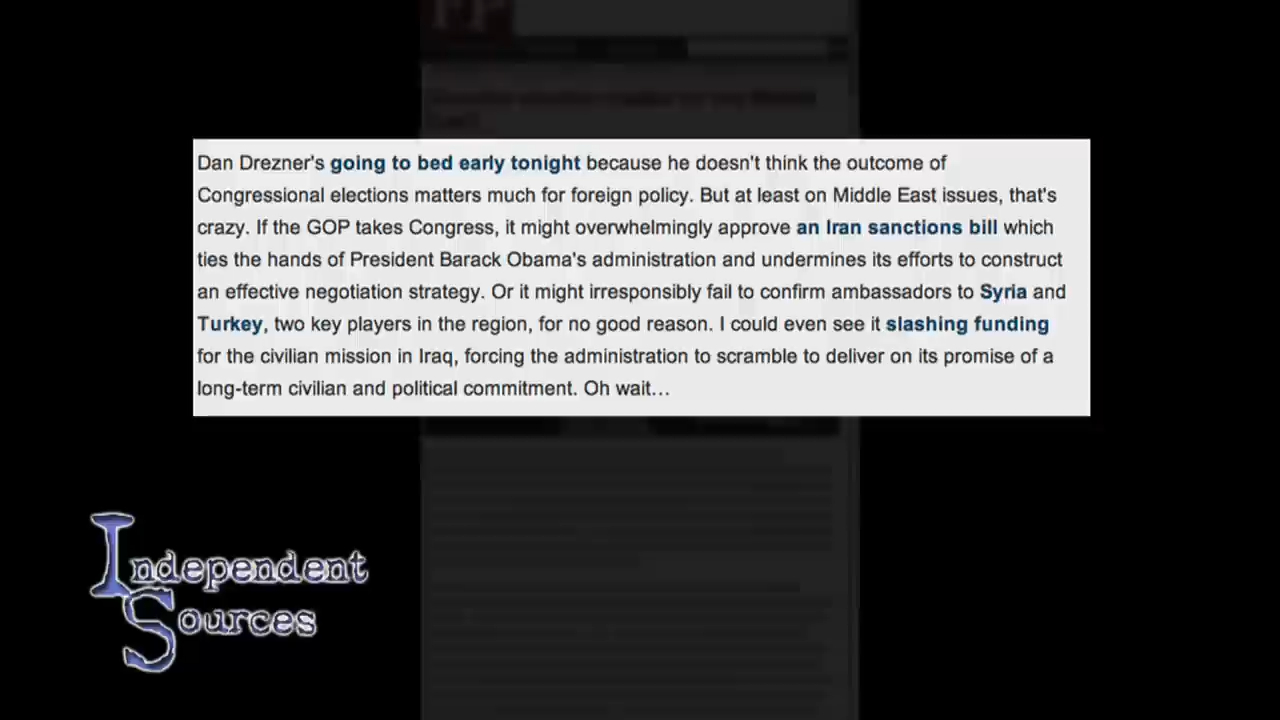 FP
Dan Drezner's going to bed early tonight because he doesn't think the outcome of
Congressional elections matters much for foreign policy. But at least on Middle East issues, that's
crazy. If the GOP takes Congress, it might overwhelmingly approve an Iran sanctions bill which
ties the hands of President Barack Obama's administration and undermines its efforts to construct
an effective negotiation strategy. Or it might irresponsibly fail to confirm ambassadors to Syria and
Turkey, two key players in the region, for no good reason. I could even see it slashing funding
for the civilian mission in Iraq, forcing the administration to scramble to deliver on its promise of a
long-term civilian and political commitment. Oh wait...
Independent
Sources